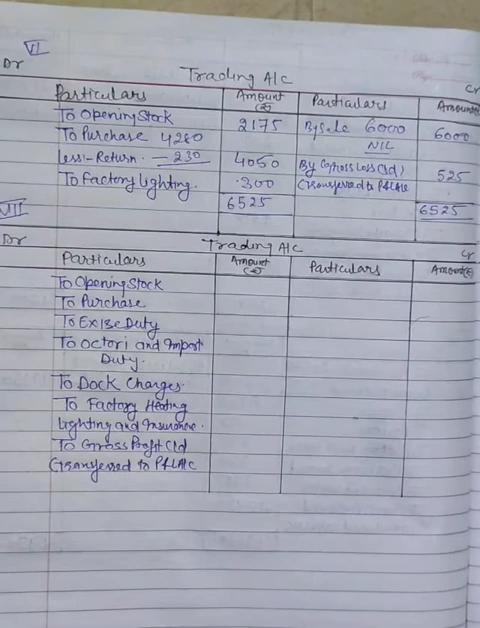 VI
Dr Trading A/C Cr
Particulars Amount (₹) Particulars Amount
To Opening Stock 2175 By Sale 6000 6000
To Purchase 4280 NIL
Less:- Return. — 230 4050 By Gross Loss (c/d) 525
To Factory Lighting. 300 (Transferred to P&L A/C
6525 6525
VII
Dr Trading A/C Cr
Particulars Amount (₹) Particulars Amount(₹)
To Opening Stock
To Purchase
To Exise Duty
To Octori and Import
Duty.
To Dock Charges.
To Factory Heating
Lighting and Insurance.
To Gross Profit C/d
(Transferred to P&L A/C